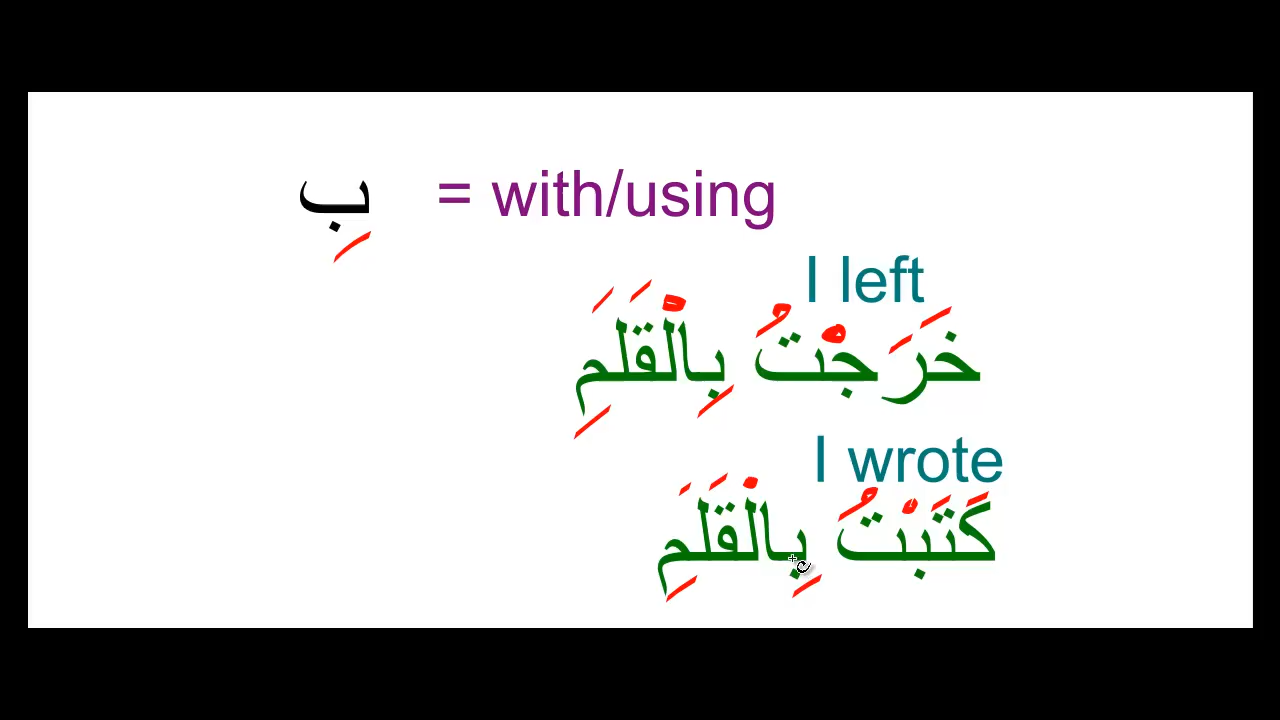 بِ = with/using
I left
خَرَجْتُ بِالْقَلَمِ
I wrote
كَتَبْتُ بِالْقَلَمِ